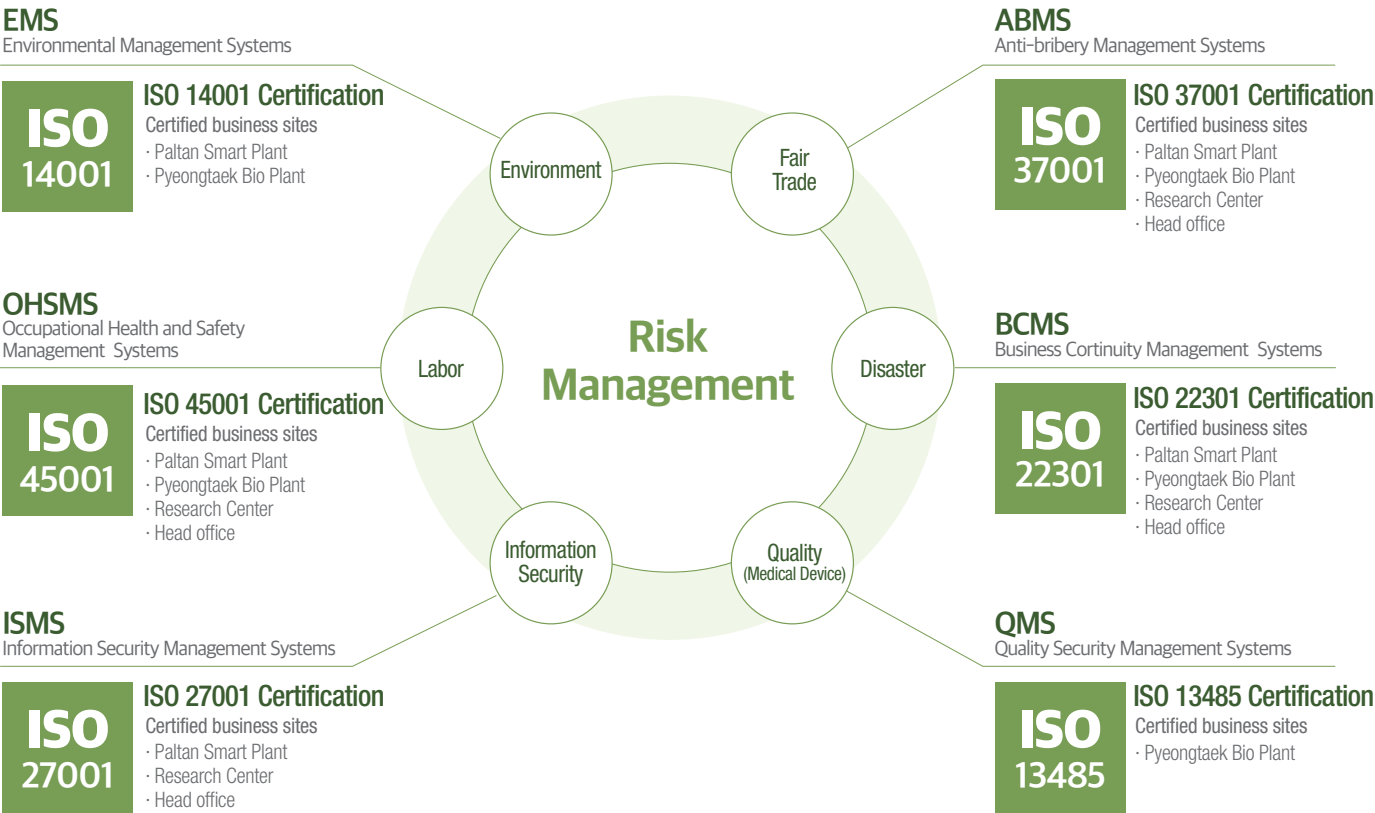 EMS
Environmental Management Systems
ISO
14001
ISO 14001 Certification
Certified business sites
· Paltan Smart Plant
· Pyeongtaek Bio Plant
OHSMS
Occupational Health and Safety
Management Systems
ISO
45001
ISO 45001 Certification
Certified business sites
· Paltan Smart Plant
· Pyeongtaek Bio Plant
· Research Center
· Head office
ISMS
Information Security Management Systems
ISO
27001
ISO 27001 Certification
Certified business sites
· Paltan Smart Plant
· Research Center
· Head office
Environment
Fair
Trade
Labor
Risk
Management
Disaster
Information
Security
Quality
(Medical Device)
ABMS
Anti-bribery Management Systems
ISO
37001
ISO 37001 Certification
Certified business sites
· Paltan Smart Plant
· Pyeongtaek Bio Plant
· Research Center
· Head office
BCMS
Business Cortinuity Management Systems
ISO
22301
ISO 22301 Certification
Certified business sites
· Paltan Smart Plant
· Pyeongtaek Bio Plant
· Research Center
· Head office
QMS
Quality Security Management Systems
ISO
13485
ISO 13485 Certification
Certified business sites
· Pyeongtaek Bio Plant